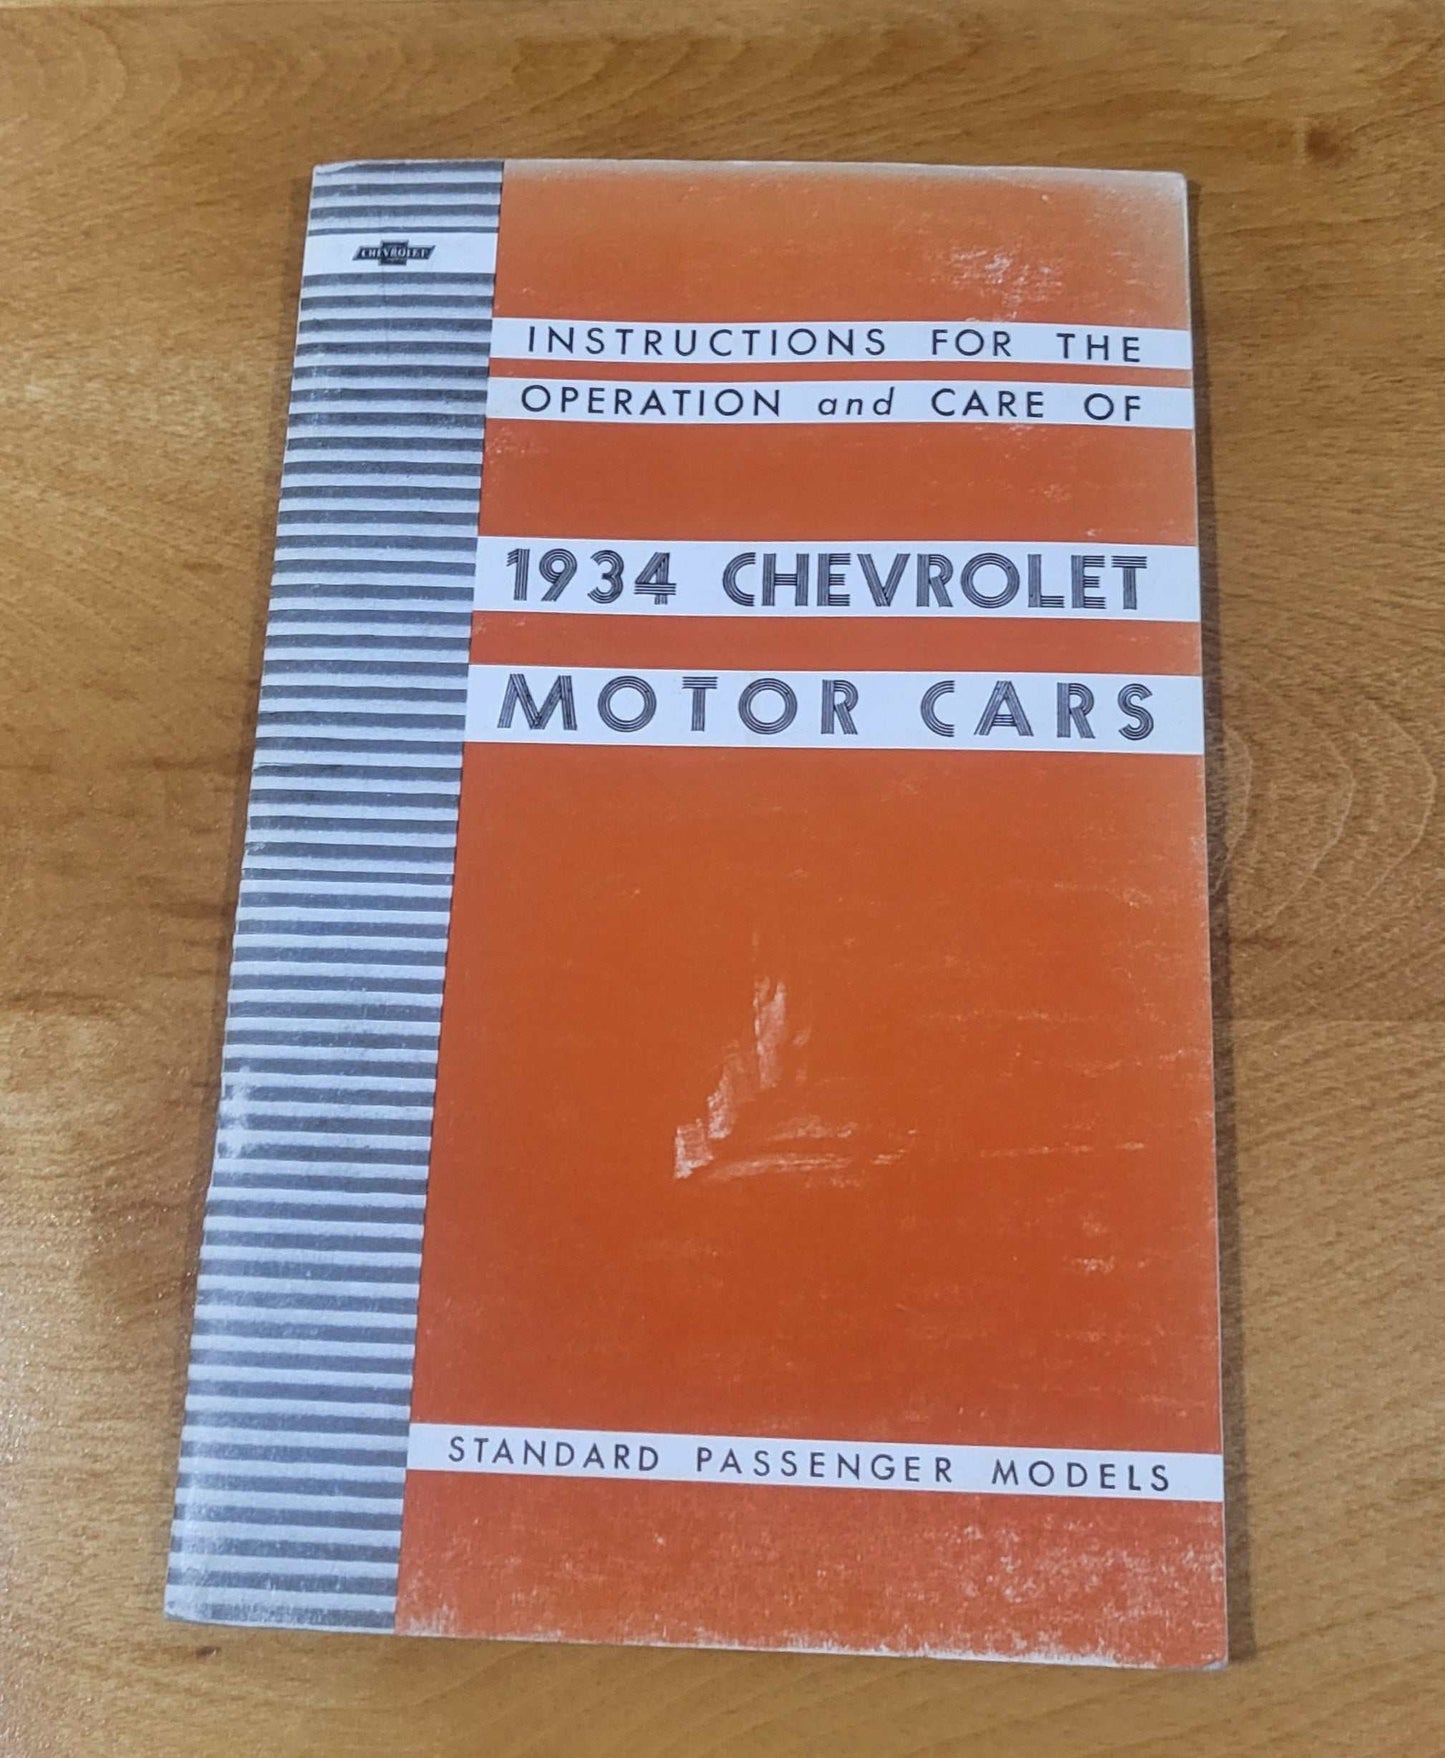 CHEVROLET
INSTRUCTIONS FOR THE
OPERATION and CARE OF
1934 CHEVROLET
MOTOR CARS
STANDARD PASSENGER MODELS